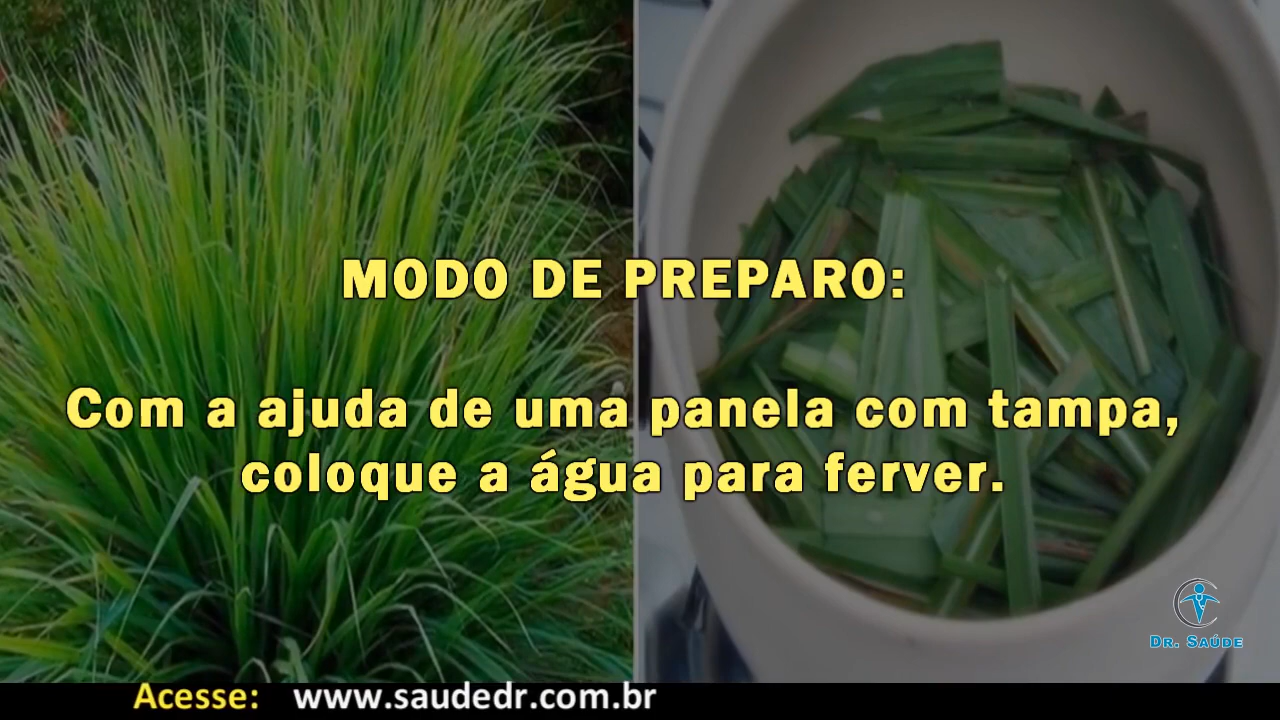 MODO DE PREPARO:
Com a ajuda de uma panela com tampa,
coloque a água para ferver.
DR. SAÚDE
Acesse: www.saudedr.com.br